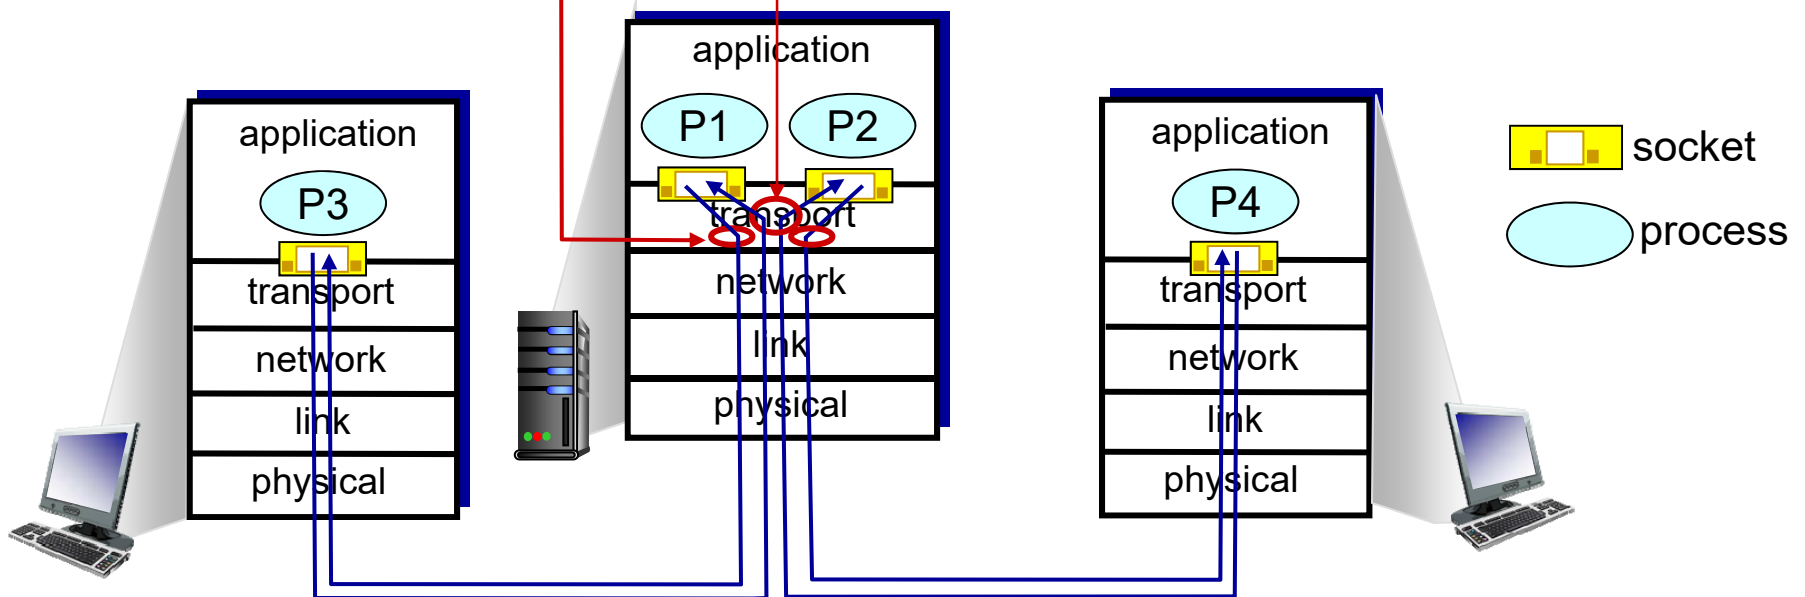 application
P3
transport
network
link
physical
application
P1
P2
transport
network
link
physical
application
P4
transport
network
link
physical
socket
process